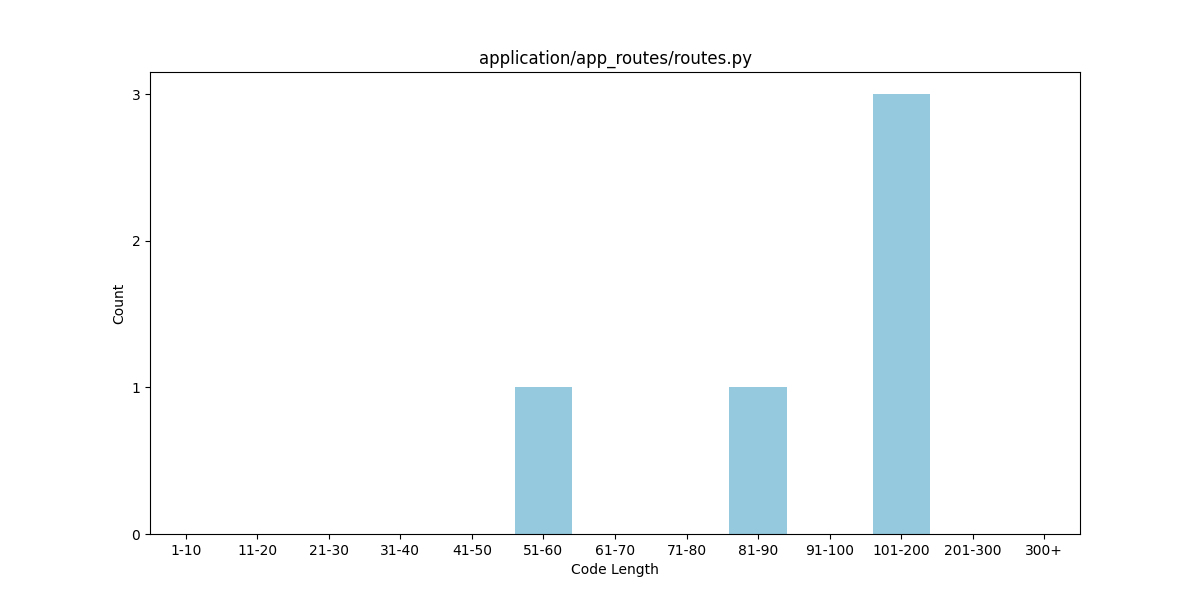 application/app_routes/routes.py
Count
3
2
1
0
1-10 11-20 21-30 31-40 41-50 51-60 61-70 71-80 81-90 91-100 101-200 201-300 300+
Code Length